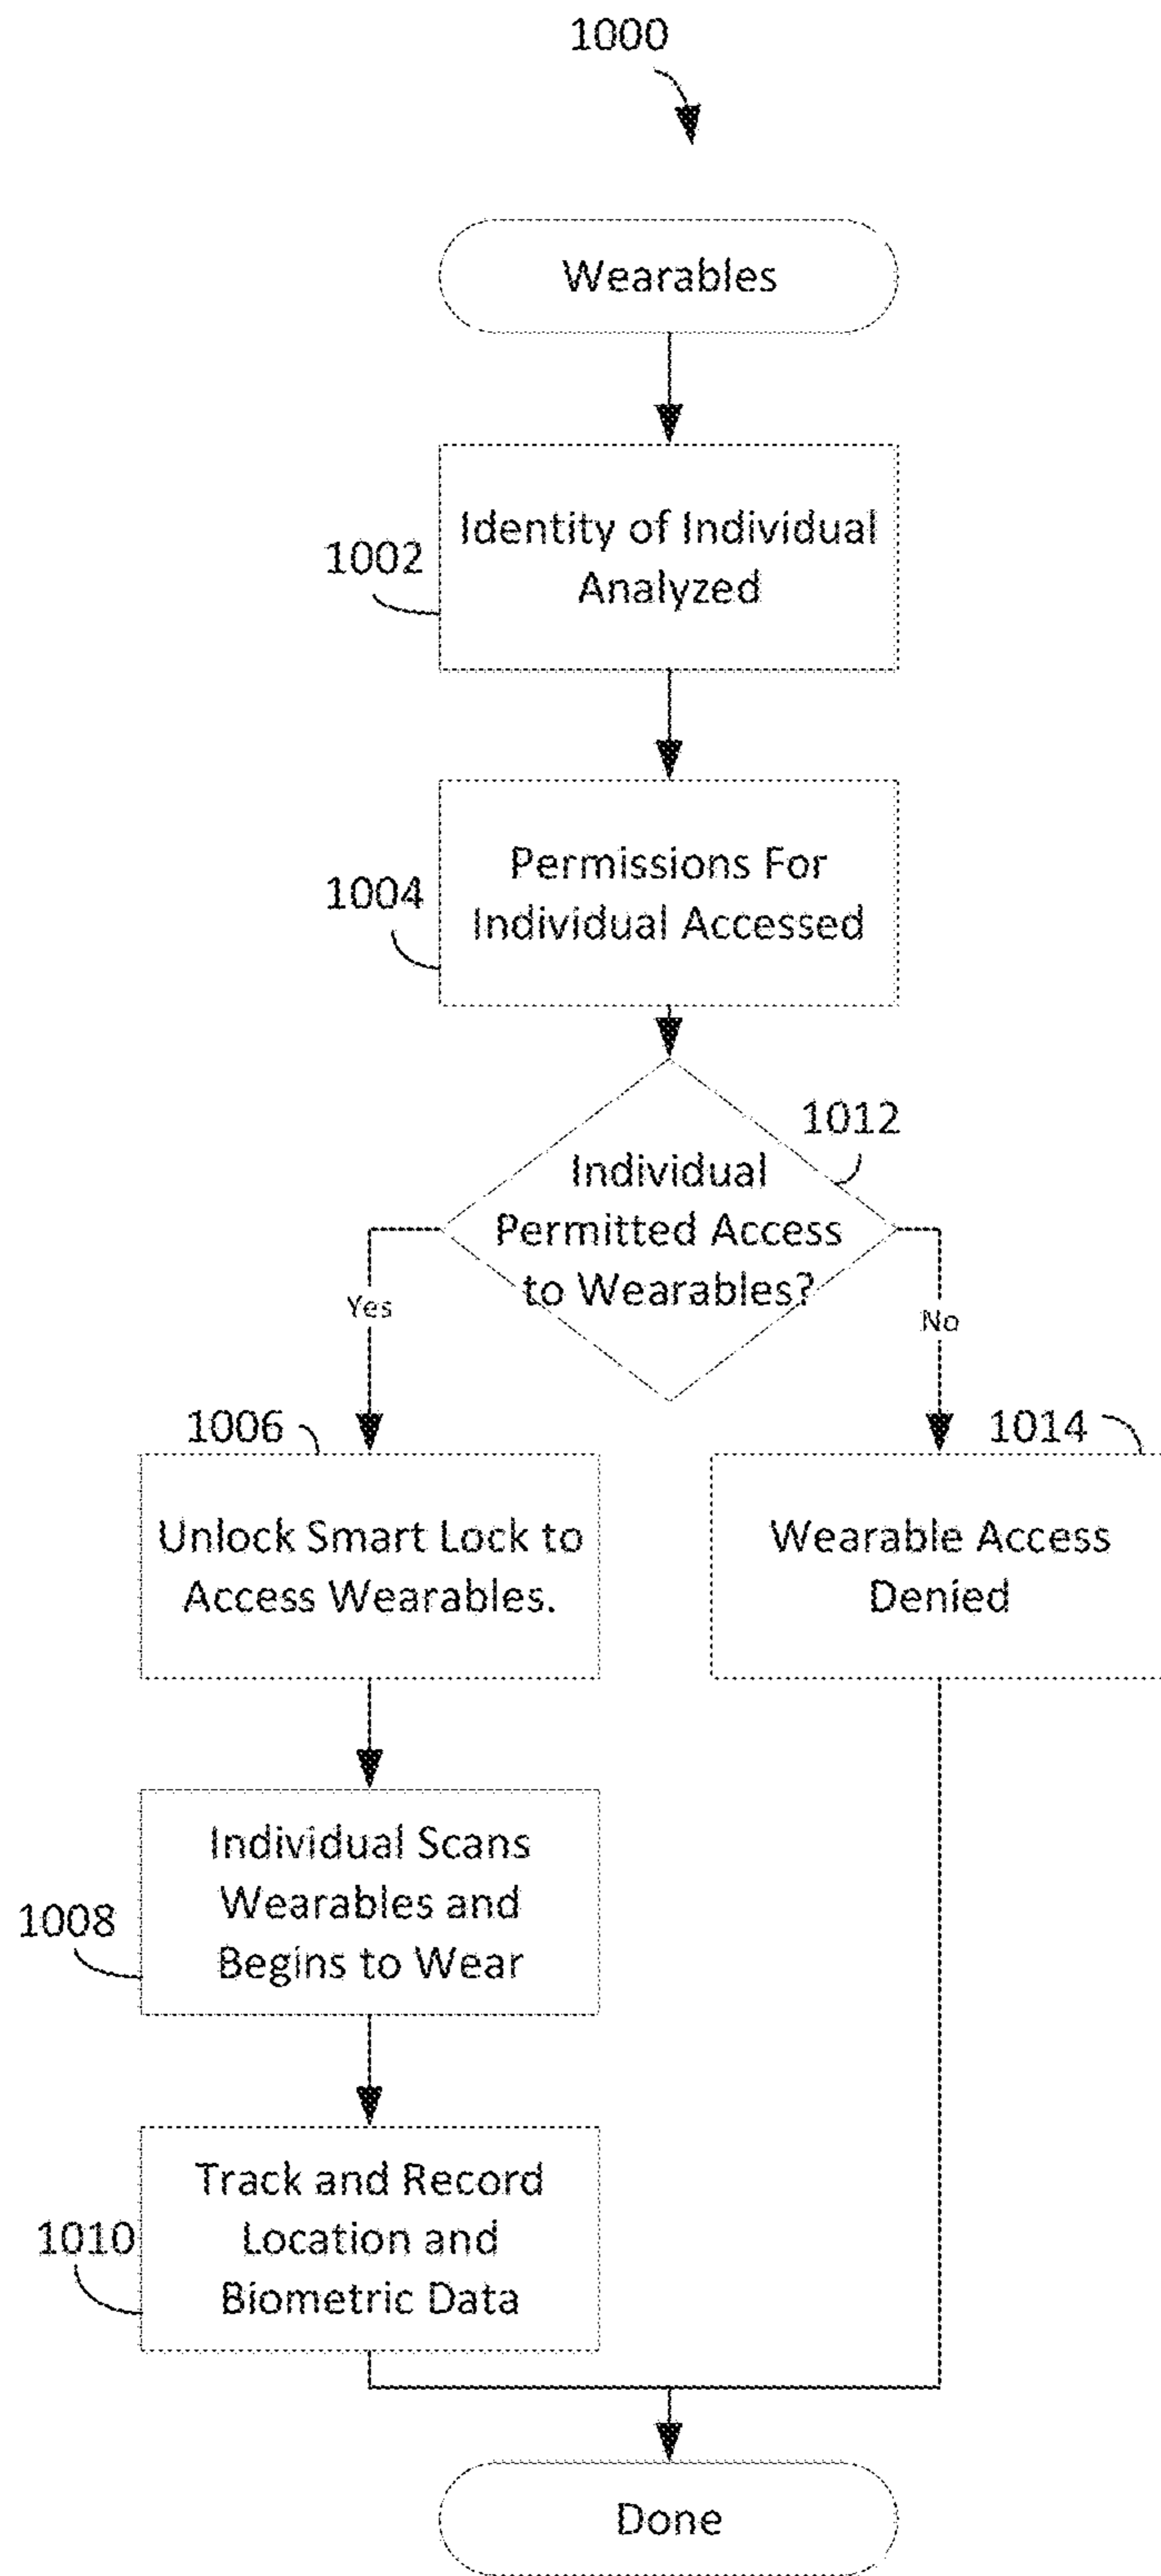 1000
Wearables
Identity of Individual
Analyzed
1002
Permissions For
Individual Accessed
1004
1012
Individual
Permitted Access
to Wearables?
Yes
No
1006
1014
Unlock Smart Lock to
Access Wearables.
Wearable Access
Denied
Individual Scans
Wearables and
Begins to Wear
1008
Track and Record
Location and
Biometric Data
1010
Done